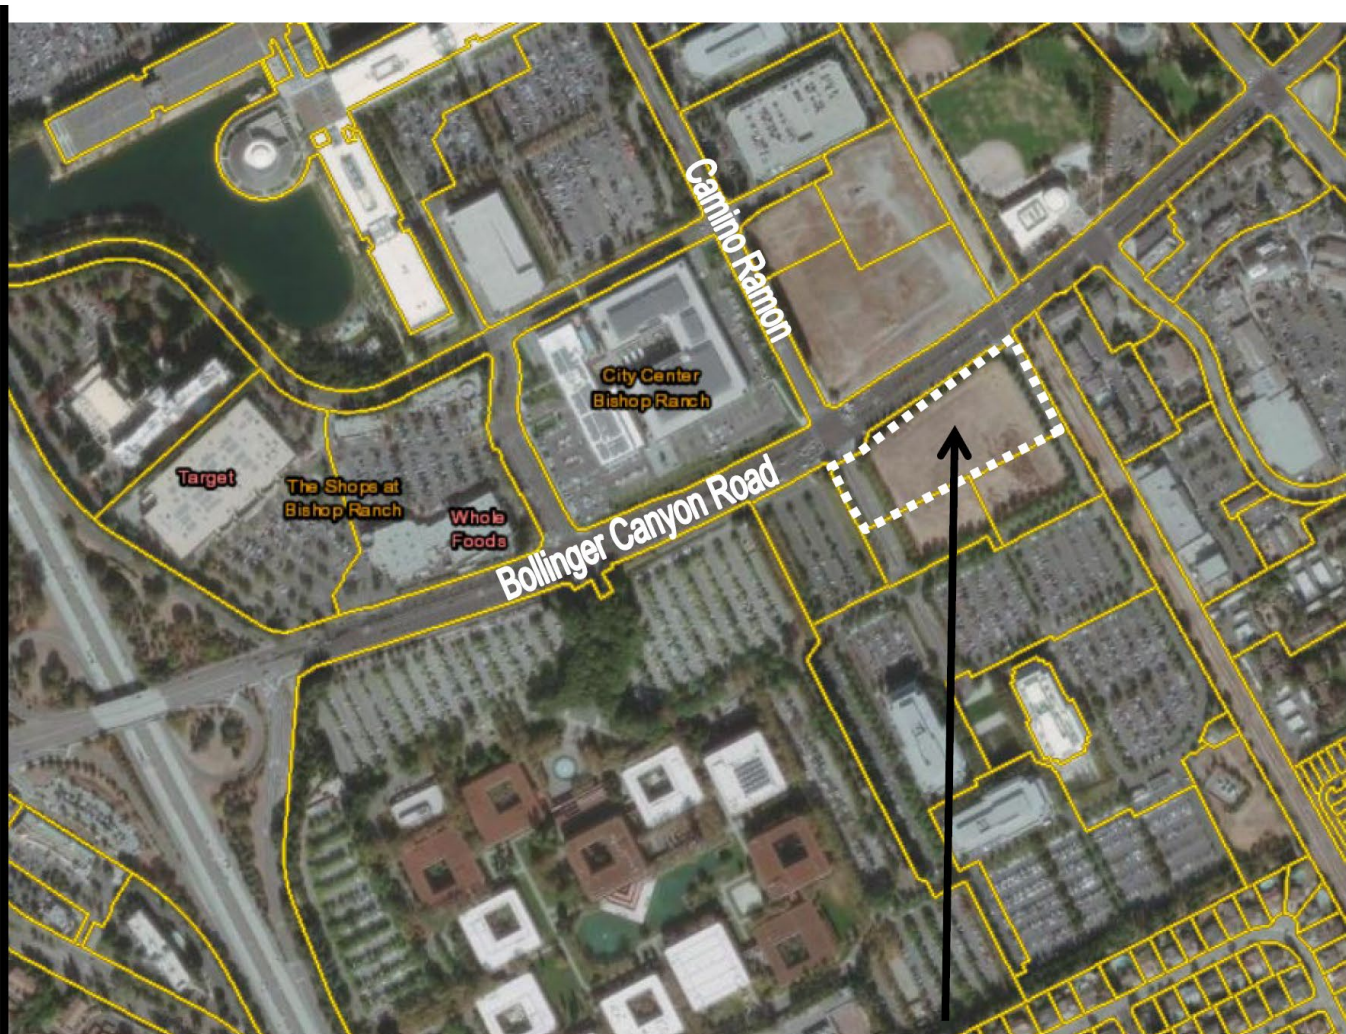 Camino Ramon
City Center
Bishop Ranch
Target
The Shops at
Bishop Ranch
Whole
Foods
Bollinger Canyon Road